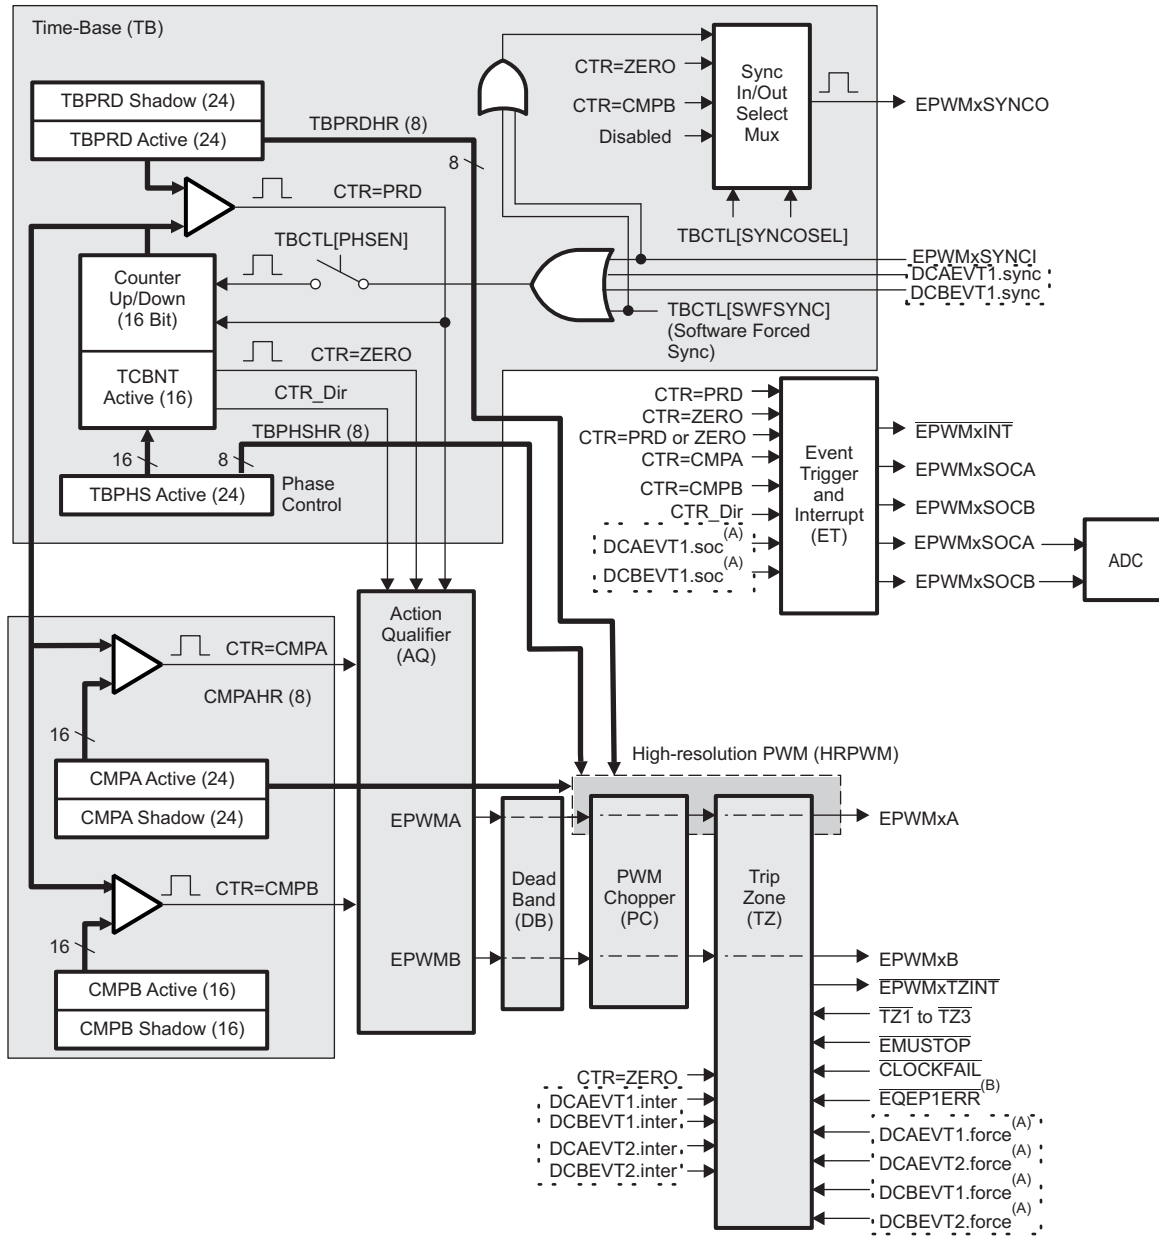 Time-Base (TB)
TBPRD Shadow (24)
TBPRD Active (24)
TBPRDHR (8)
8
CTR=PRD
TBCTL[PHSEN]
Counter
Up/Down
(16 Bit)
TCBNT
Active (16)
CTR=ZERO
CTR_Dir
TBPHSHR (8)
16
8
TBPHS Active (24)
Phase
Control
CTR=ZERO
CTR=CMPB
Disabled
Sync
In/Out
Select
Mux
EPWMxSYNCO
TBCTL[SYNCOSEL]
EPWMxSYNCI
DCAEVT1.sync
DCBEVT1.sync
TBCTL[SWFSYNC]
(Software Forced
Sync)
CTR=PRD
CTR=ZERO
CTR=PRD or ZERO
CTR=CMPA
CTR=CMPB
CTR_Dir
DCAEVT1.soc(A)
DCBEVT1.soc(A)
Event
Trigger
and
Interrupt
(ET)
EPWMxINT
EPWMxSOCA
EPWMxSOCB
EPWMxSOCA
EPWMxSOCB
ADC
Action
Qualifier
(AQ)
CTR=CMPA
CMPAHR (8)
16
CMPA Active (24)
CMPA Shadow (24)
CTR=CMPB
16
CMPB Active (16)
CMPB Shadow (16)
EPWMA
EPWMB
High-resolution PWM (HRPWM)
Dead
Band
(DB)
PWM
Chopper
(PC)
Trip
Zone
(TZ)
EPWMxA
EPWMxB
EPWMxTZINT
TZ1 to TZ3
EMUSTOP
CLOCKFAIL
EQEP1ERR(B)
DCAEVT1.force(A)
DCAEVT2.force(A)
DCBEVT1.force(A)
DCBEVT2.force(A)
CTR=ZERO
DCAEVT1.inter
DCBEVT1.inter
DCAEVT2.inter
DCBEVT2.inter